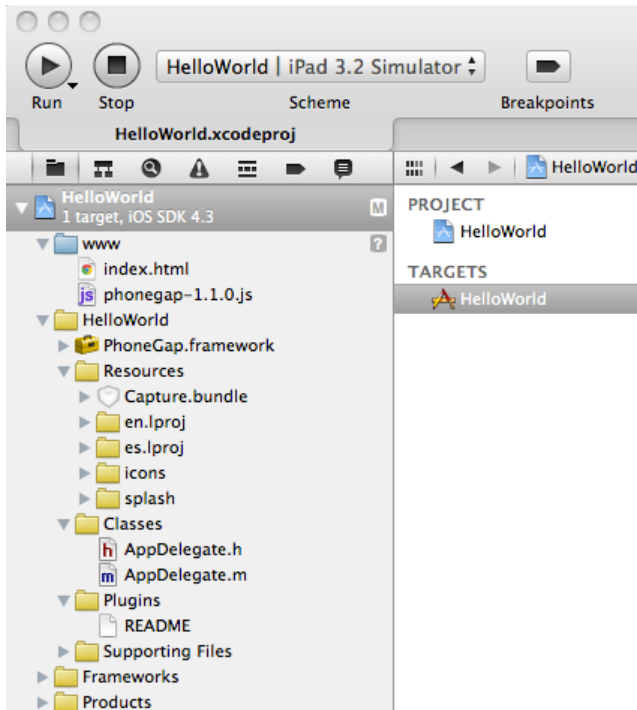 HelloWorld | iPad 3.2 Simulator
Run Stop Scheme Breakpoints
HelloWorld.xcodeproj
HelloWorld
HelloWorld
1 target, iOS SDK 4.3
M
www
?
index.html
js phonegap-1.1.0.js
HelloWorld
PhoneGap.framework
Resources
Capture.bundle
en.lproj
es.lproj
icons
splash
Classes
h AppDelegate.h
m AppDelegate.m
Plugins
README
Supporting Files
Frameworks
Products
PROJECT
HelloWorld
TARGETS
HelloWorld